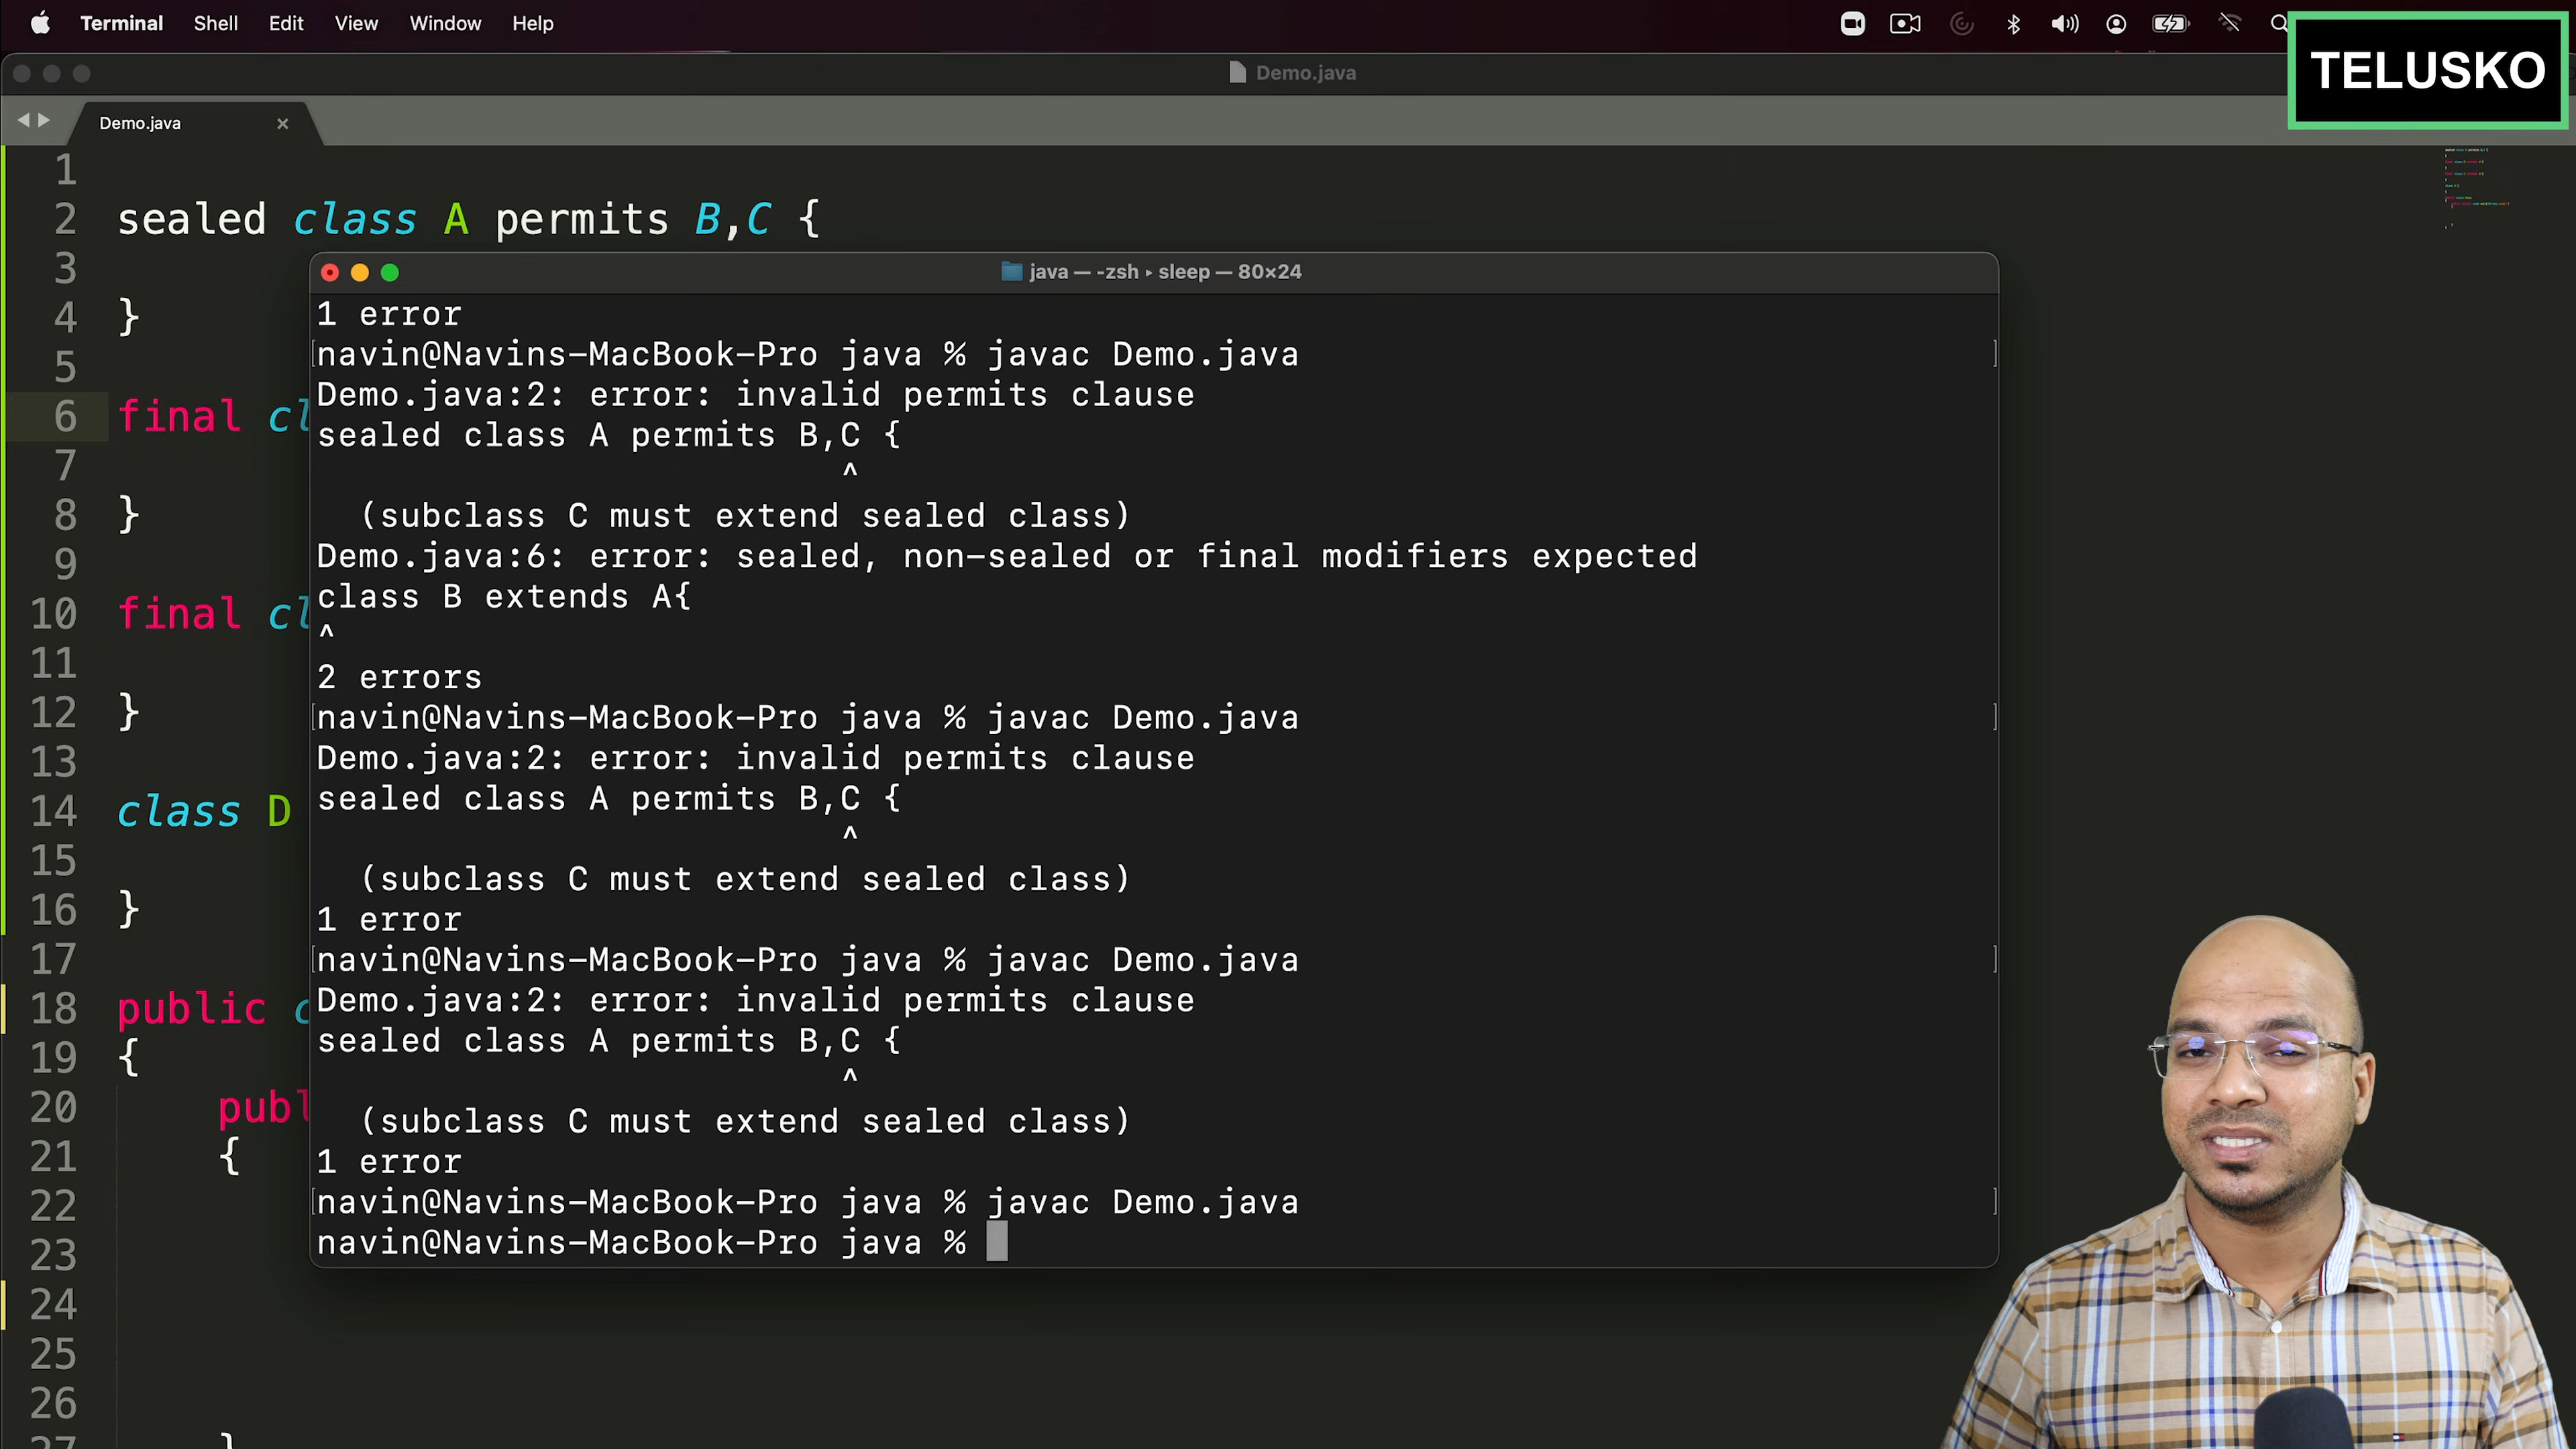 Terminal Shell Edit View Window Help
TELUSKO
Demo.java
Demo.java ×
1
2 sealed class A permits B,C {
3
4 }
5
6 final cl
7
8 }
9
10 final cl
11
12 }
13
14 class D
15
16 }
17
18 public c
19 {
20 publ
21 {
22
23
24
25
26
27 }
java — -zsh ▸ sleep — 80×24
1 error
navin@Navins-MacBook-Pro java % javac Demo.java
Demo.java:2: error: invalid permits clause
sealed class A permits B,C {
^
(subclass C must extend sealed class)
Demo.java:6: error: sealed, non-sealed or final modifiers expected
class B extends A{
^
2 errors
navin@Navins-MacBook-Pro java % javac Demo.java
Demo.java:2: error: invalid permits clause
sealed class A permits B,C {
^
(subclass C must extend sealed class)
1 error
navin@Navins-MacBook-Pro java % javac Demo.java
Demo.java:2: error: invalid permits clause
sealed class A permits B,C {
^
(subclass C must extend sealed class)
1 error
navin@Navins-MacBook-Pro java % javac Demo.java
navin@Navins-MacBook-Pro java %